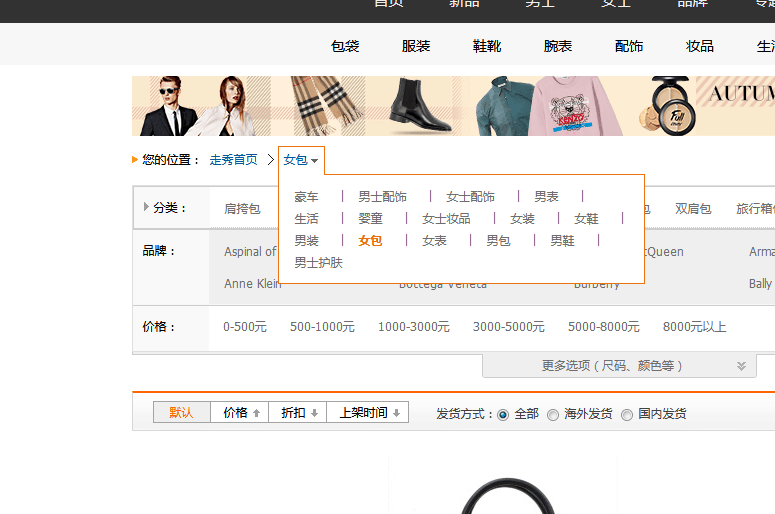 首页 新品 男士 女士 品牌
包袋 服装 鞋靴 腕表 配饰 妆品
KENZO
Full
AUTUM
您的位置： 走秀首页 > 女包
豪车 | 男士配饰 | 女士配饰 | 男表 |
生活 | 婴童 | 女士妆品 | 女装 | 女鞋 |
男装 | 女包 | 女表 | 男包 | 男鞋 |
男士护肤
分类： 肩挎包 双肩包 旅行箱
品牌： Aspinal of cQueen Arma
Anne Klein Bottega Veneta Burberry Bally
价格： 0-500元 500-1000元 1000-3000元 3000-5000元 5000-8000元 8000元以上
更多选项（尺码、颜色等）
默认 价格 折扣 上架时间 发货方式： 全部 海外发货 国内发货